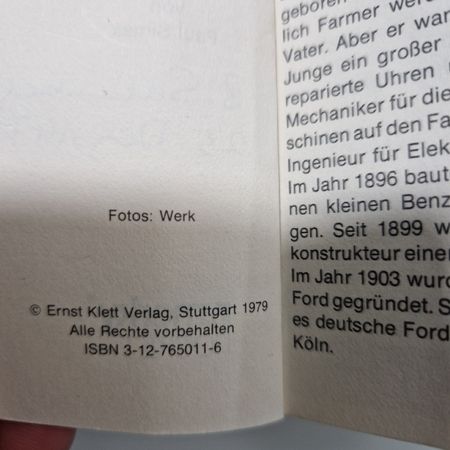 Fotos: Werk
© Ernst Klett Verlag, Stuttgart 1979
Alle Rechte vorbehalten
ISBN 3-12-765011-6
geboren
lich Farmer werd
Vater. Aber er war
Junge ein großer
reparierte Uhren
Mechaniker für die
schinen auf den Fa
Ingenieur für Elek
Im Jahr 1896 baut
nen kleinen Benz
gen. Seit 1899 w
konstrukteur einer
Im Jahr 1903 wurd
Ford gegründet. S
es deutsche Ford
Köln.